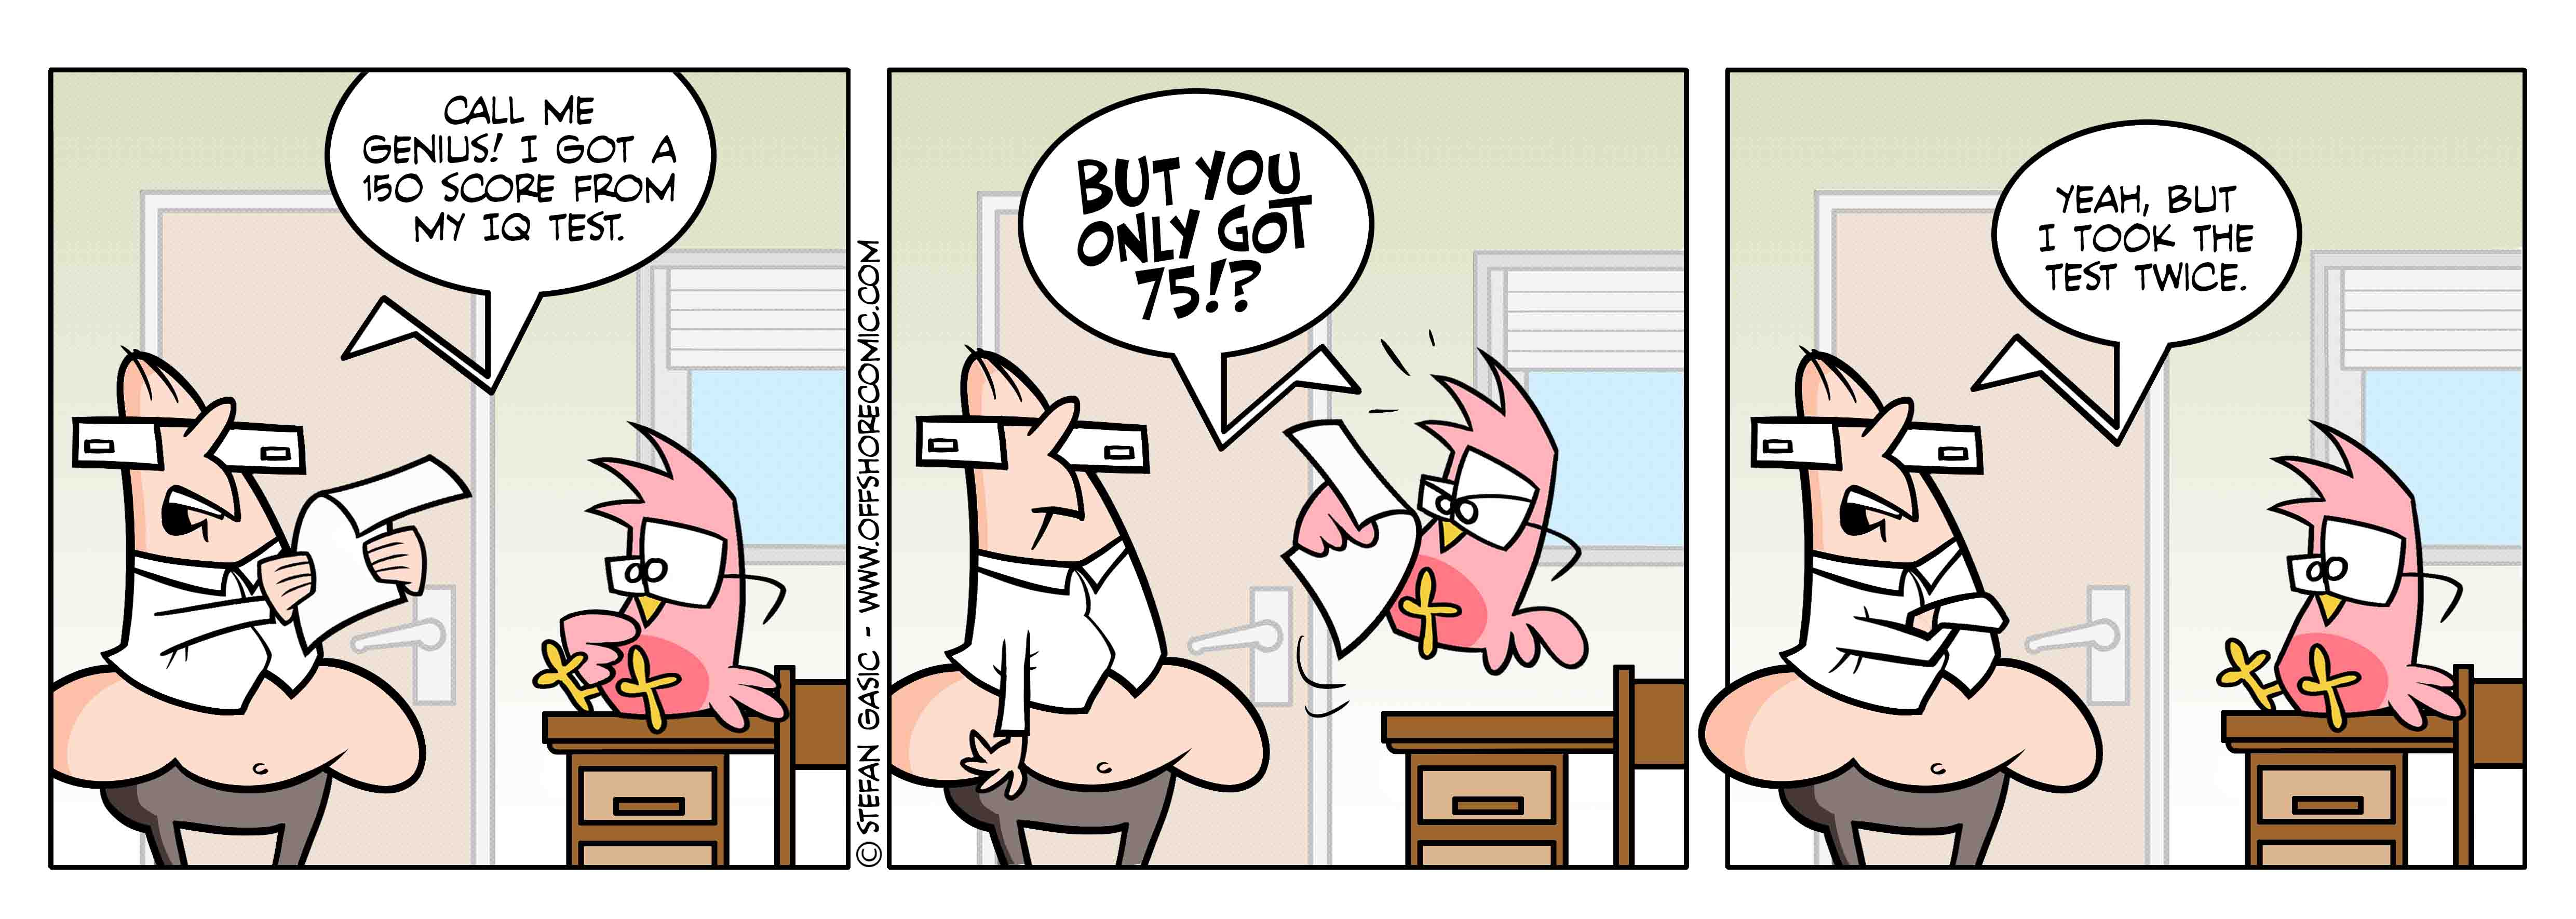 CALL ME
GENIUS! I GOT A
150 SCORE FROM
MY IQ TEST.
© STEFAN GASIC - WWW.OFFSHORECOMIC.COM
BUT YOU
ONLY GOT
75!?
YEAH, BUT
I TOOK THE
TEST TWICE.